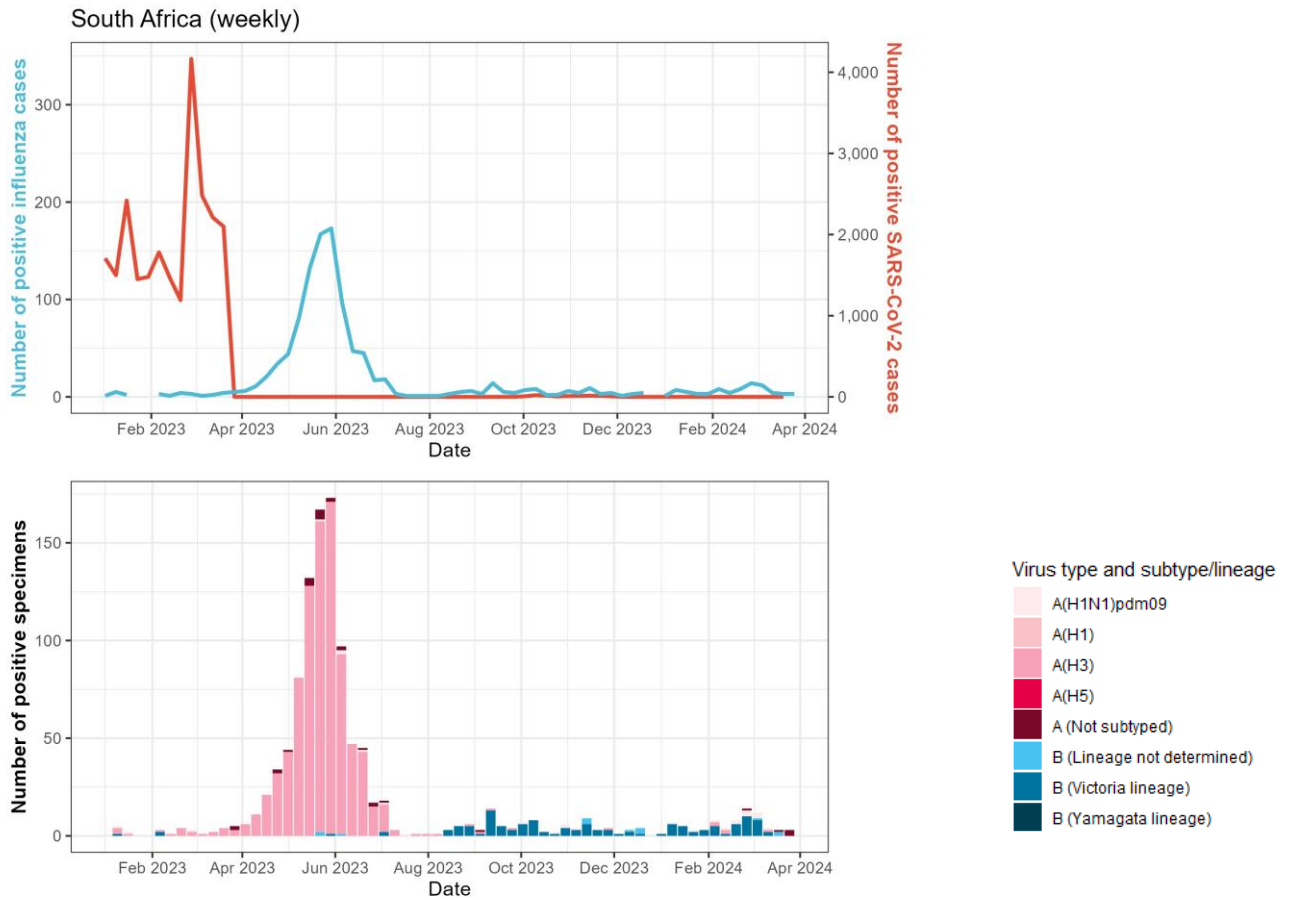 South Africa (weekly)
Number of positive influenza cases
300
200
100
0
4,000
3,000
2,000
1,000
0
Number of positive SARS-CoV-2 cases
Feb 2023 Apr 2023 Jun 2023 Aug 2023 Oct 2023 Dec 2023 Feb 2024 Apr 2024
Date
Number of positive specimens
150
100
50
0
Feb 2023 Apr 2023 Jun 2023 Aug 2023 Oct 2023 Dec 2023 Feb 2024 Apr 2024
Date
Virus type and subtype/lineage
A(H1N1)pdm09
A(H1)
A(H3)
A(H5)
A (Not subtyped)
B (Lineage not determined)
B (Victoria lineage)
B (Yamagata lineage)